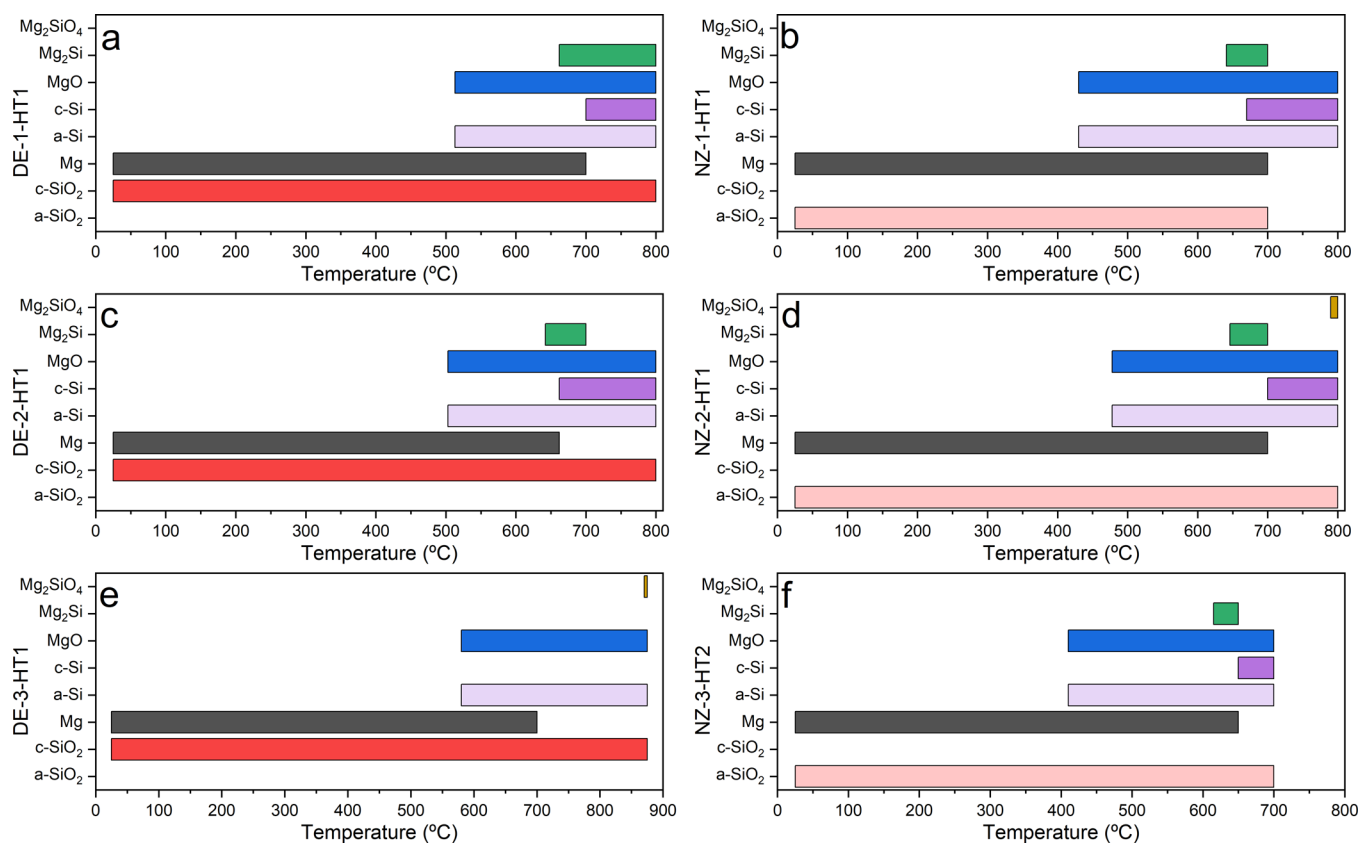 a
DE-1-HT1
Mg₂SiO₄
Mg₂Si
MgO
c-Si
a-Si
Mg
c-SiO₂
a-SiO₂
0 100 200 300 400 500 600 700 800
Temperature (ºC)
b
NZ-1-HT1
Mg₂SiO₄
Mg₂Si
MgO
c-Si
a-Si
Mg
c-SiO₂
a-SiO₂
0 100 200 300 400 500 600 700 800
Temperature (ºC)
c
DE-2-HT1
Mg₂SiO₄
Mg₂Si
MgO
c-Si
a-Si
Mg
c-SiO₂
a-SiO₂
0 100 200 300 400 500 600 700 800
Temperature (ºC)
d
NZ-2-HT1
Mg₂SiO₄
Mg₂Si
MgO
c-Si
a-Si
Mg
c-SiO₂
a-SiO₂
0 100 200 300 400 500 600 700 800
Temperature (ºC)
e
DE-3-HT1
Mg₂SiO₄
Mg₂Si
MgO
c-Si
a-Si
Mg
c-SiO₂
a-SiO₂
0 100 200 300 400 500 600 700 800 900
Temperature (ºC)
f
NZ-3-HT2
Mg₂SiO₄
Mg₂Si
MgO
c-Si
a-Si
Mg
c-SiO₂
a-SiO₂
0 100 200 300 400 500 600 700 800
Temperature (ºC)